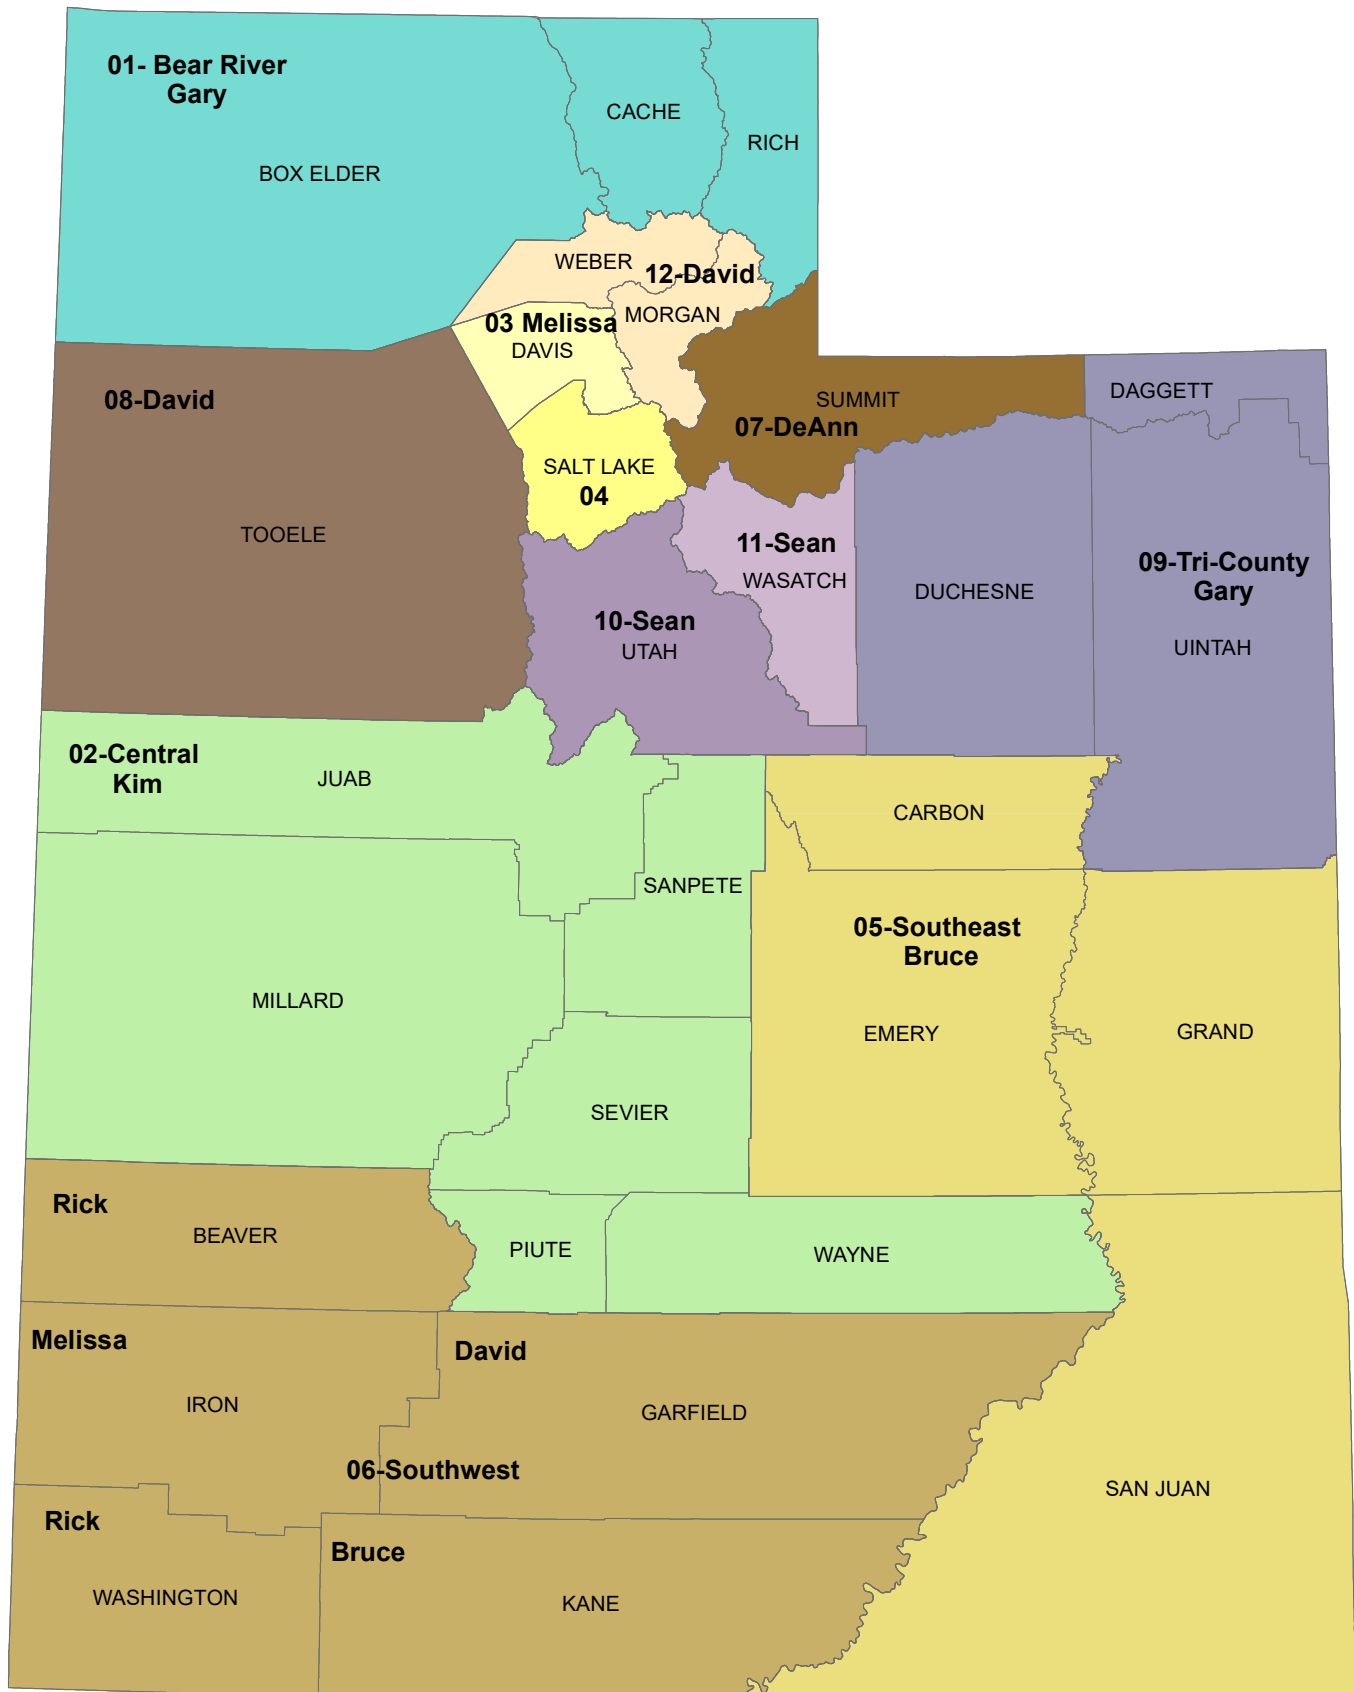 01- Bear River
Gary
CACHE
RICH
BOX ELDER
WEBER
12-David
MORGAN
03 Melissa
DAVIS
08-David
SUMMIT
07-DeAnn
DAGGETT
SALT LAKE
04
TOOELE
11-Sean
WASATCH
DUCHESNE
09-Tri-County
Gary
UINTAH
10-Sean
UTAH
02-Central
Kim
JUAB
CARBON
SANPETE
05-Southeast
Bruce
MILLARD
EMERY
GRAND
SEVIER
Rick
BEAVER
PIUTE
WAYNE
Melissa
IRON
David
GARFIELD
06-Southwest
SAN JUAN
Rick
WASHINGTON
Bruce
KANE